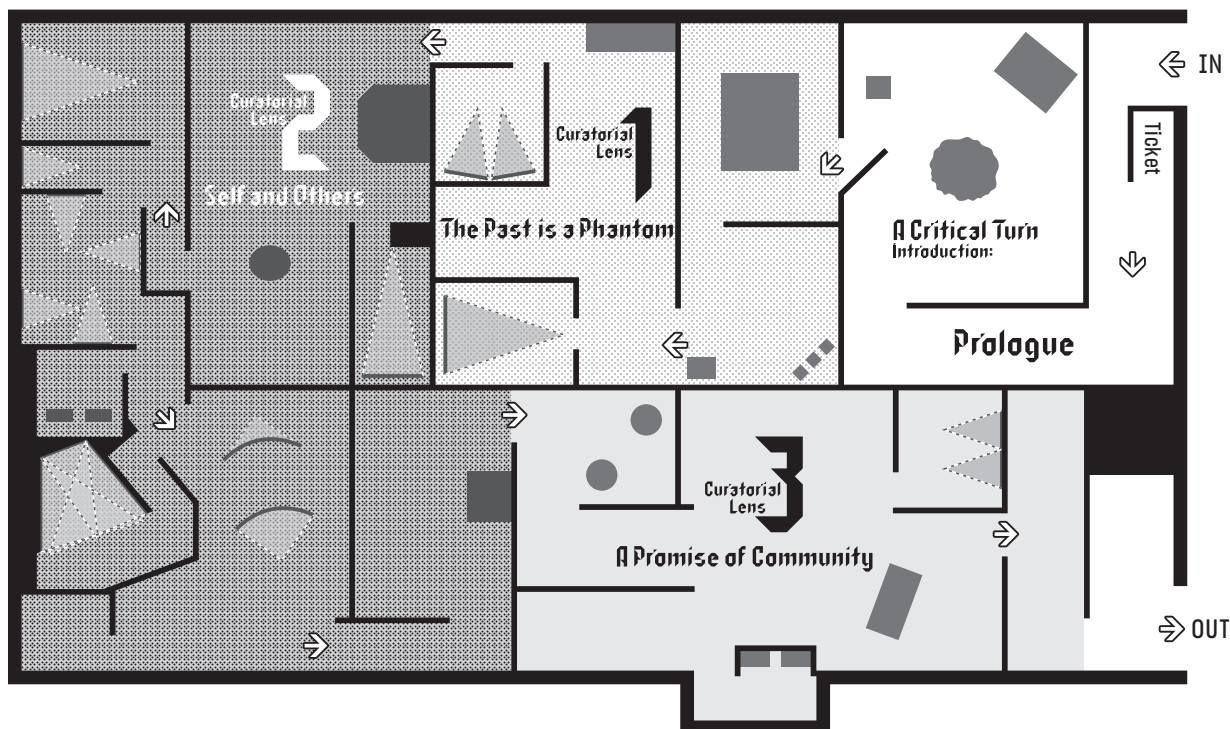 IN
Ticket
Prologue
A Critical Turn
Introduction:
Curatorial
Lens
1
The Past is a Phantom
Curatorial
Lens
2
Self and Others
Curatorial
Lens
3
A Promise of Community
OUT